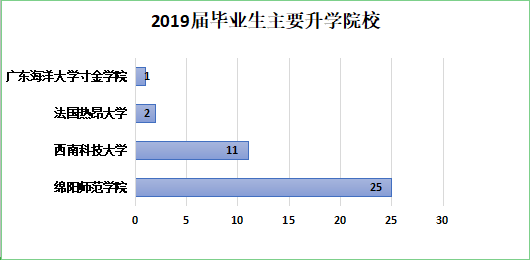 2019届毕业生主要升学院校
广东海洋大学寸金学院
1
法国热昂大学
2
西南科技大学
11
绵阳师范学院
25
0 5 10 15 20 25 30